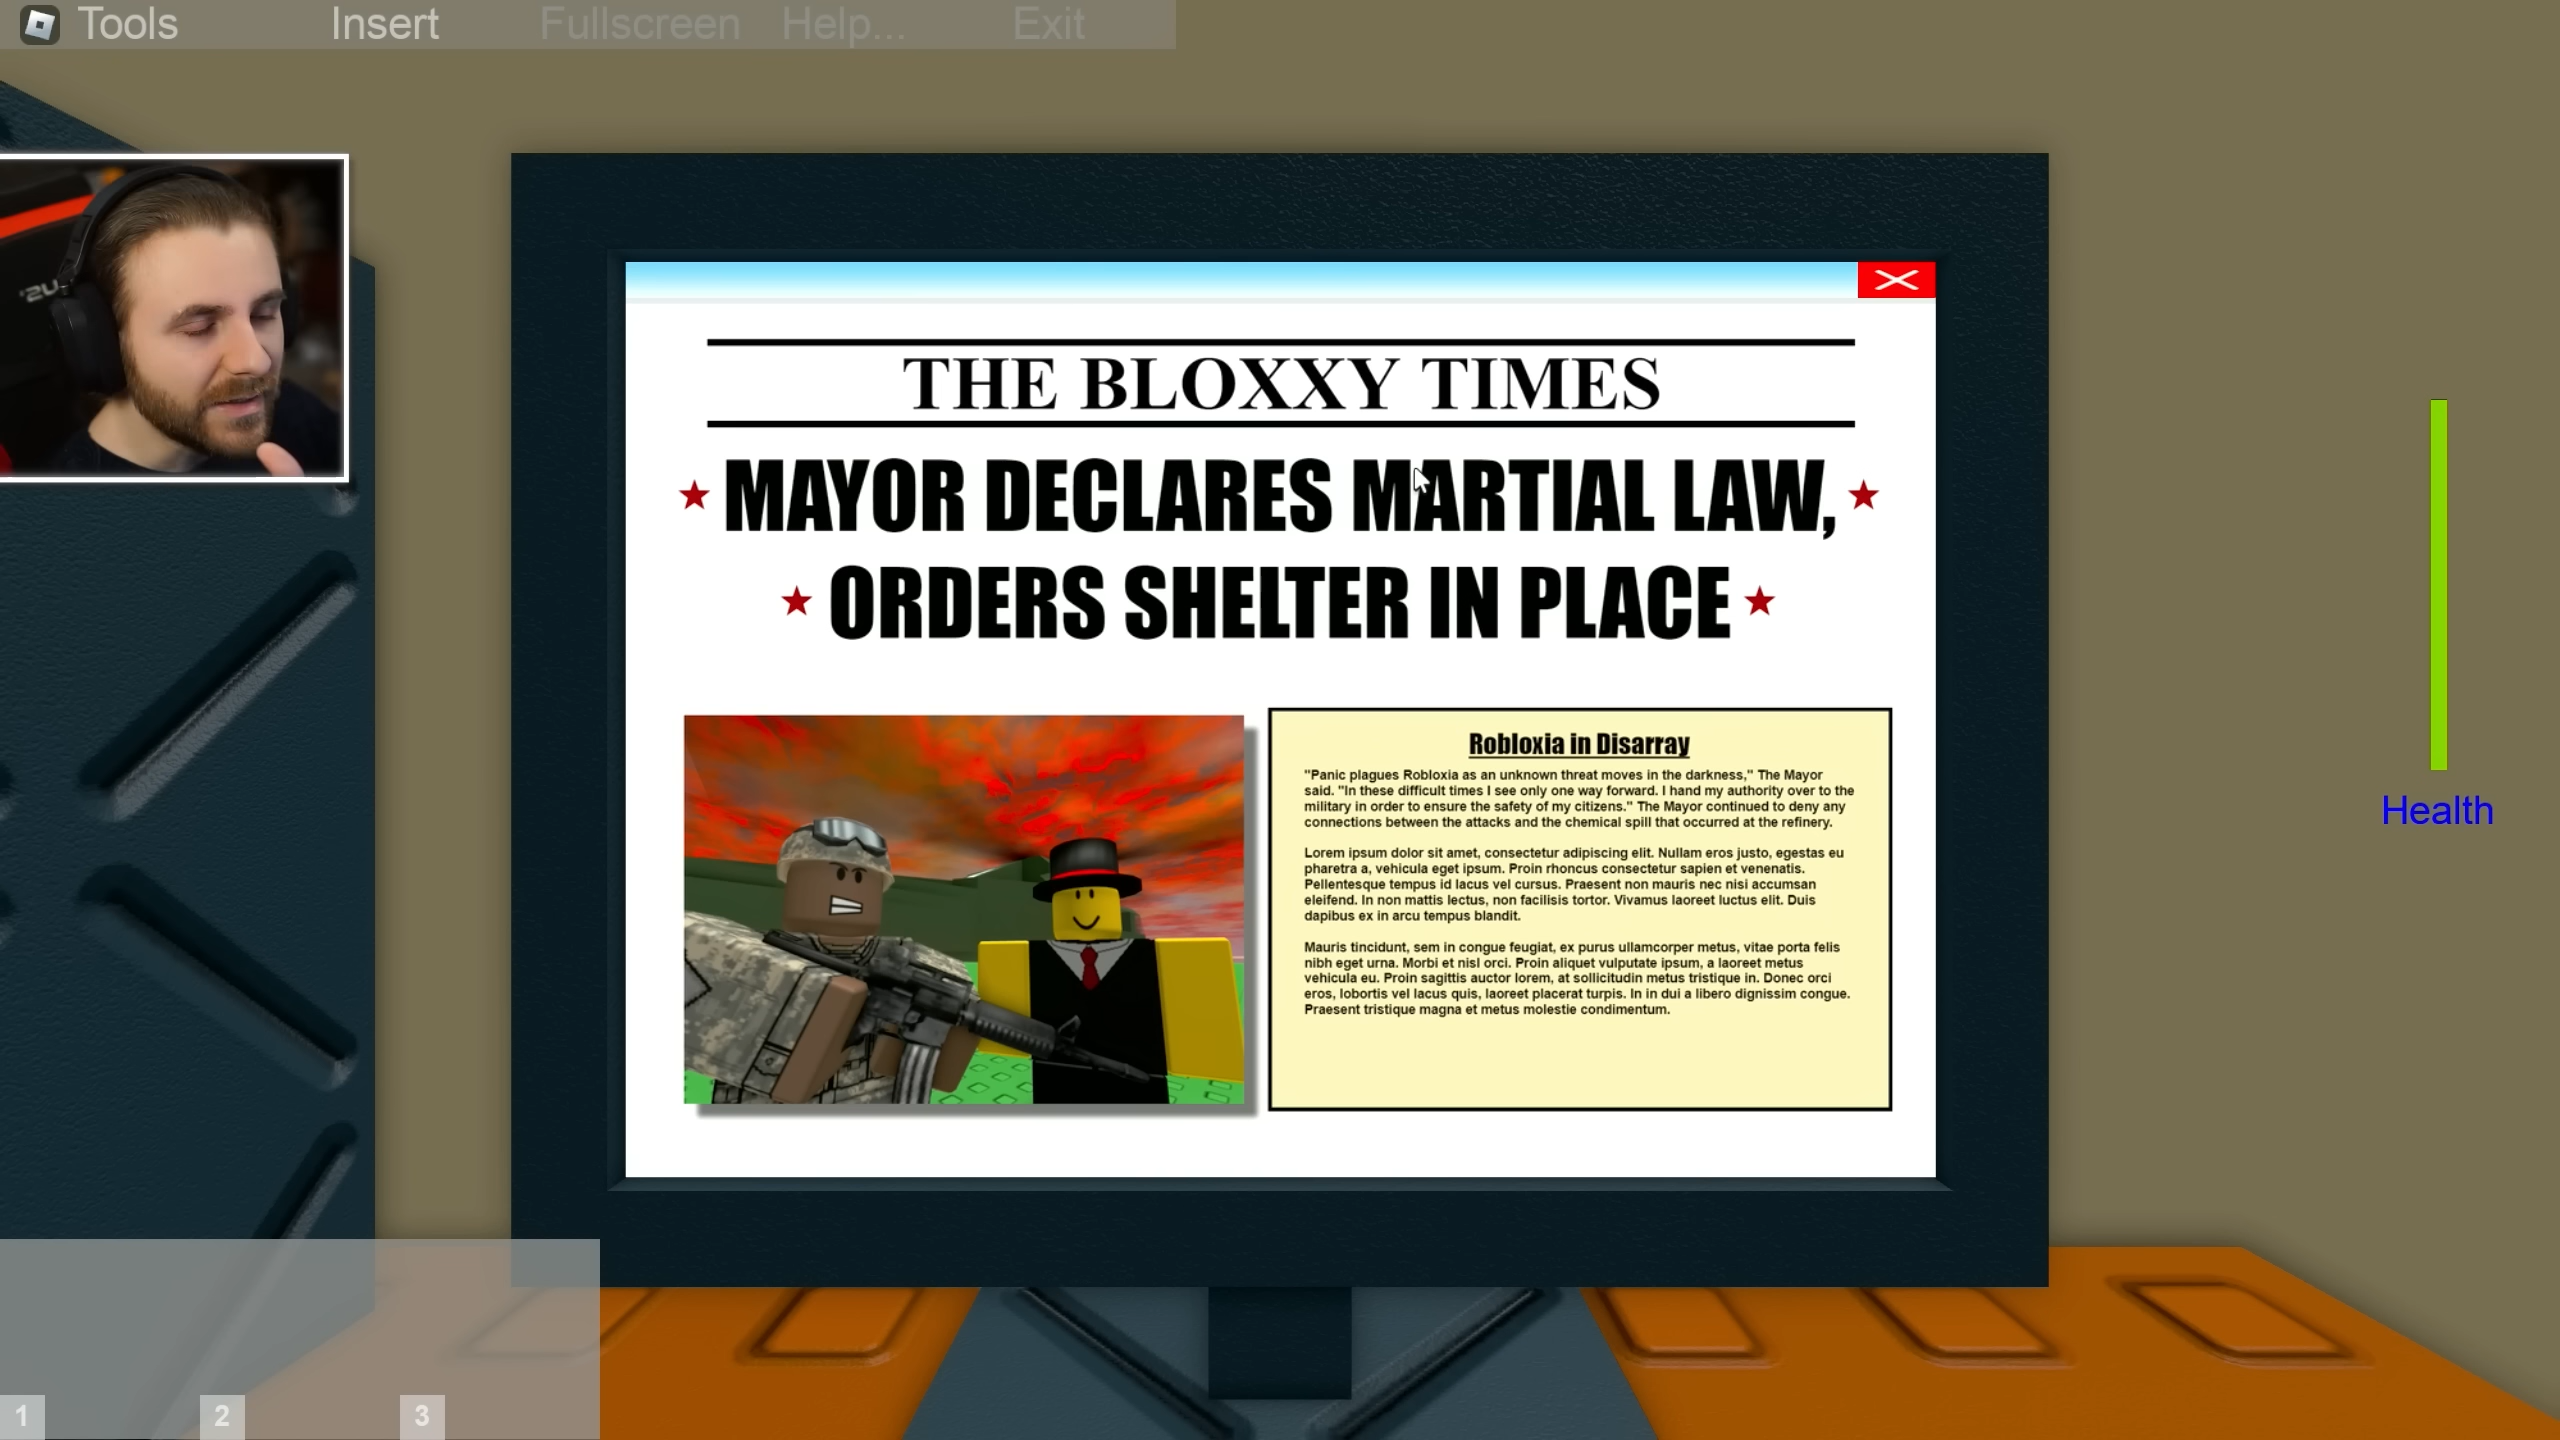 Tools Insert Fullscreen Help... Exit
THE BLOXXY TIMES
MAYOR DECLARES MARTIAL LAW,
ORDERS SHELTER IN PLACE
Robloxia in Disarray
"Panic plagues Robloxia as an unknown threat moves in the darkness," The Mayor
said. "In these difficult times I see only one way forward. I hand my authority over to the
military in order to ensure the safety of my citizens." The Mayor continued to deny any
connections between the attacks and the chemical spill that occurred at the refinery.
Lorem ipsum dolor sit amet, consectetur adipiscing elit. Nullam eros justo, egestas eu
pharetra a, vehicula eget ipsum. Proin rhoncus consectetur sapien et venenatis.
Pellentesque tempus id lacus vel cursus. Praesent non mauris nec nisi accumsan
eleifend. In non mattis lectus, non facilisis tortor. Vivamus laoreet luctus elit. Duis
dapibus ex in arcu tempus blandit.
Mauris tincidunt, sem in congue feugiat, ex purus ullamcorper metus, vitae porta felis
nibh eget urna. Morbi et nisl orci. Proin aliquet vulputate ipsum, a laoreet metus
vehicula eu. Proin sagittis auctor lorem, at sollicitudin metus tristique in. Donec orci
eros, lobortis vel lacus quis, laoreet placerat turpis. In in dui a libero dignissim congue.
Praesent tristique magna et metus molestie condimentum.
Health
1 2 3